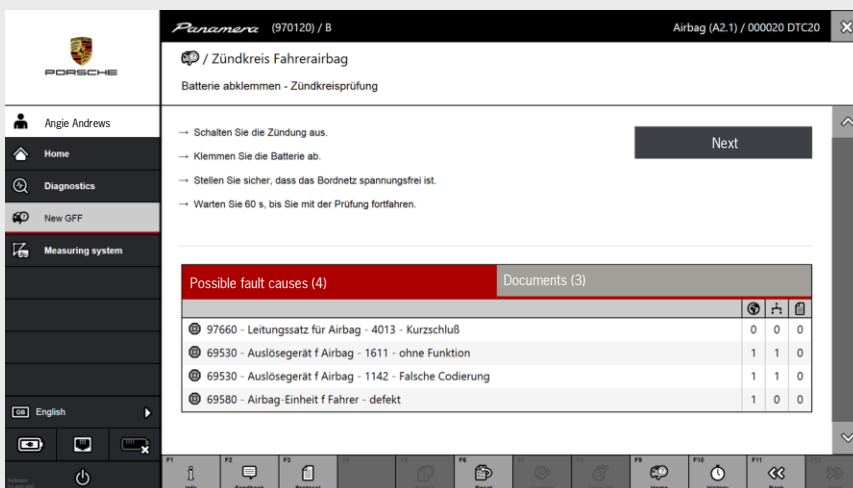 Panamera (970120) / B
Airbag (A2.1) / 000020 DTC20
/ Zündkreis Fahrerairbag
PORSCHE
Batterie abklemmen - Zündkreisprüfung
Angie Andrews
Home
Diagnostics
New GFF
Measuring system
→ Schalten Sie die Zündung aus.
→ Klemmen Sie die Batterie ab.
→ Stellen Sie sicher, dass das Bordnetz spannungsfrei ist.
→ Warten Sie 60 s, bis Sie mit der Prüfung fortfahren.
Next
Possible fault causes (4)
Documents (3)
97660 - Leitungssatz für Airbag - 4013 - Kurzschluß 0 0 0
69530 - Auslösegerät f Airbag - 1611 - ohne Funktion 1 1 0
69530 - Auslösegerät f Airbag - 1142 - Falsche Codierung 1 1 0
69580 - Airbag-Einheit f Fahrer - defekt 1 0 0
GB English
F1
F2
F3
F6
F9
F10
F11